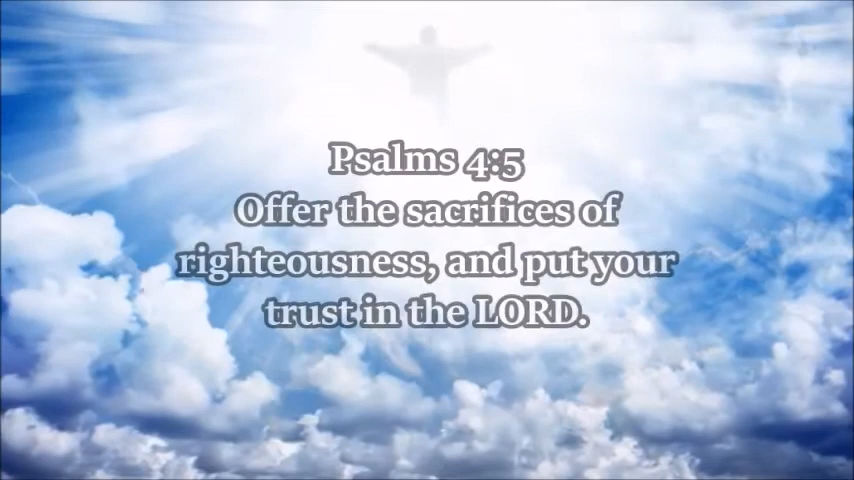 Psalms 4:5
Offer the sacrifices of
righteousness, and put your
trust in the LORD.